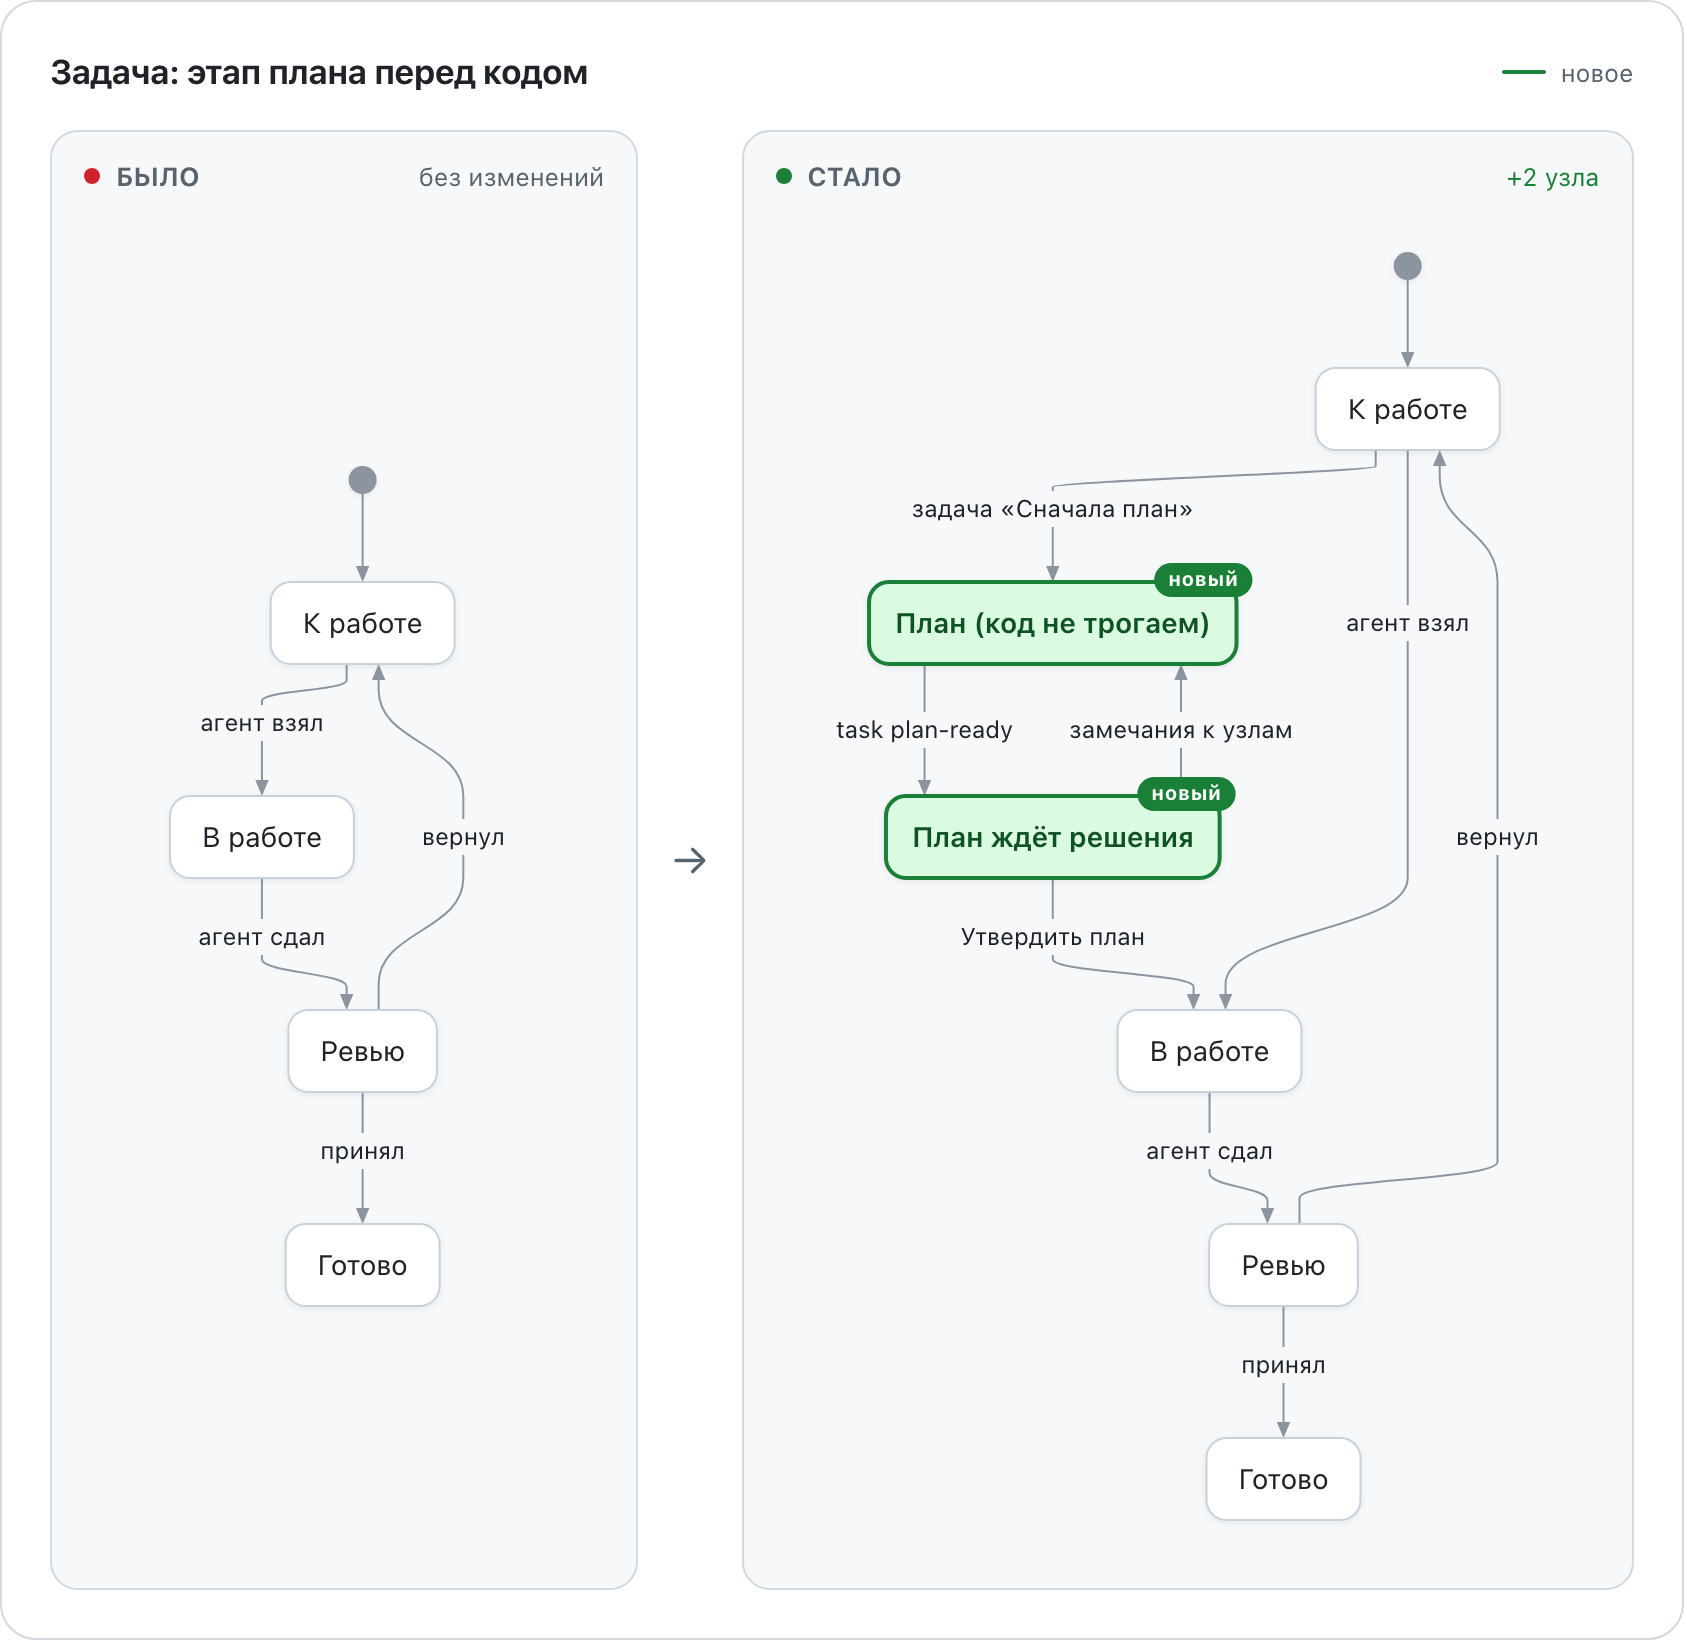 Задача: этап плана перед кодом
новое
БЫЛО
без изменений
К работе
агент взял
В работе
вернул
агент сдал
Ревью
принял
Готово
СТАЛО
+2 узла
К работе
задача «Сначала план»
новый
План (код не трогаем)
агент взял
task plan-ready
замечания к узлам
новый
План ждёт решения
вернул
Утвердить план
В работе
агент сдал
Ревью
принял
Готово